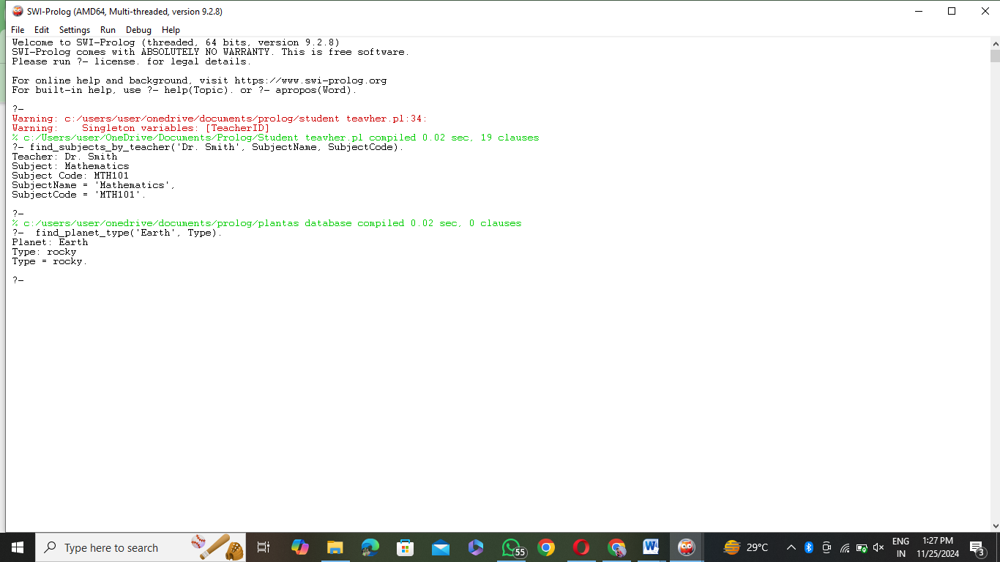 SWI-Prolog (AMD64, Multi-threaded, version 9.2.8)
File Edit Settings Run Debug Help
Welcome to SWI-Prolog (threaded, 64 bits, version 9.2.8)
SWI-Prolog comes with ABSOLUTELY NO WARRANTY. This is free software.
Please run ?- license. for legal details.
For online help and background, visit https://www.swi-prolog.org
For built-in help, use ?- help(Topic). or ?- apropos(Word).
?-
Warning: c:/users/user/onedrive/documents/prolog/student teavher.pl:34:
Warning:    Singleton variables: [TeacherID]
% c:/Users/user/OneDrive/Documents/Prolog/Student teavher.pl compiled 0.02 sec, 19 clauses
?- find_subjects_by_teacher('Dr. Smith', SubjectName, SubjectCode).
Teacher: Dr. Smith
Subject: Mathematics
Subject Code: MTH101
SubjectName = 'Mathematics',
SubjectCode = 'MTH101'.
?-
% c:/users/user/onedrive/documents/prolog/plantas database compiled 0.02 sec, 0 clauses
?-  find_planet_type('Earth', Type).
Planet: Earth
Type: rocky
Type = rocky.
?-
Type here to search
55
29°C
ENG
IN
1:27 PM
11/25/2024
3